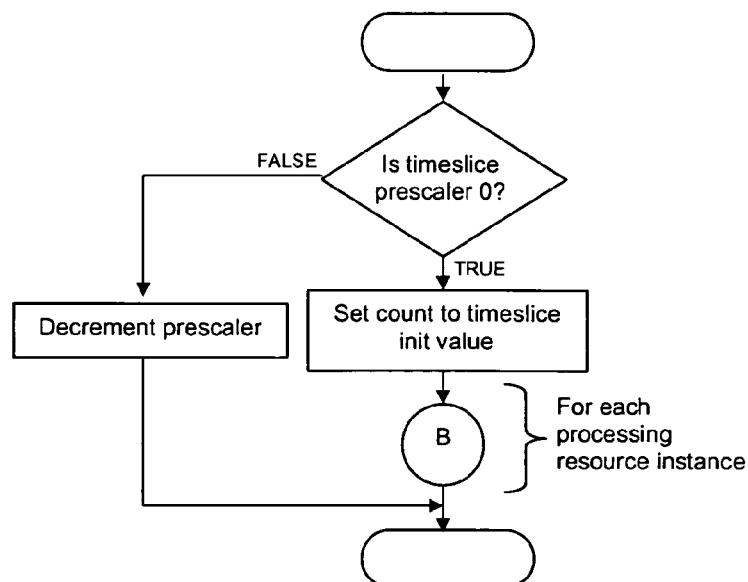 Is timeslice
prescaler 0?
FALSE
TRUE
Decrement prescaler
Set count to timeslice
init value
B
For each
processing
resource instance